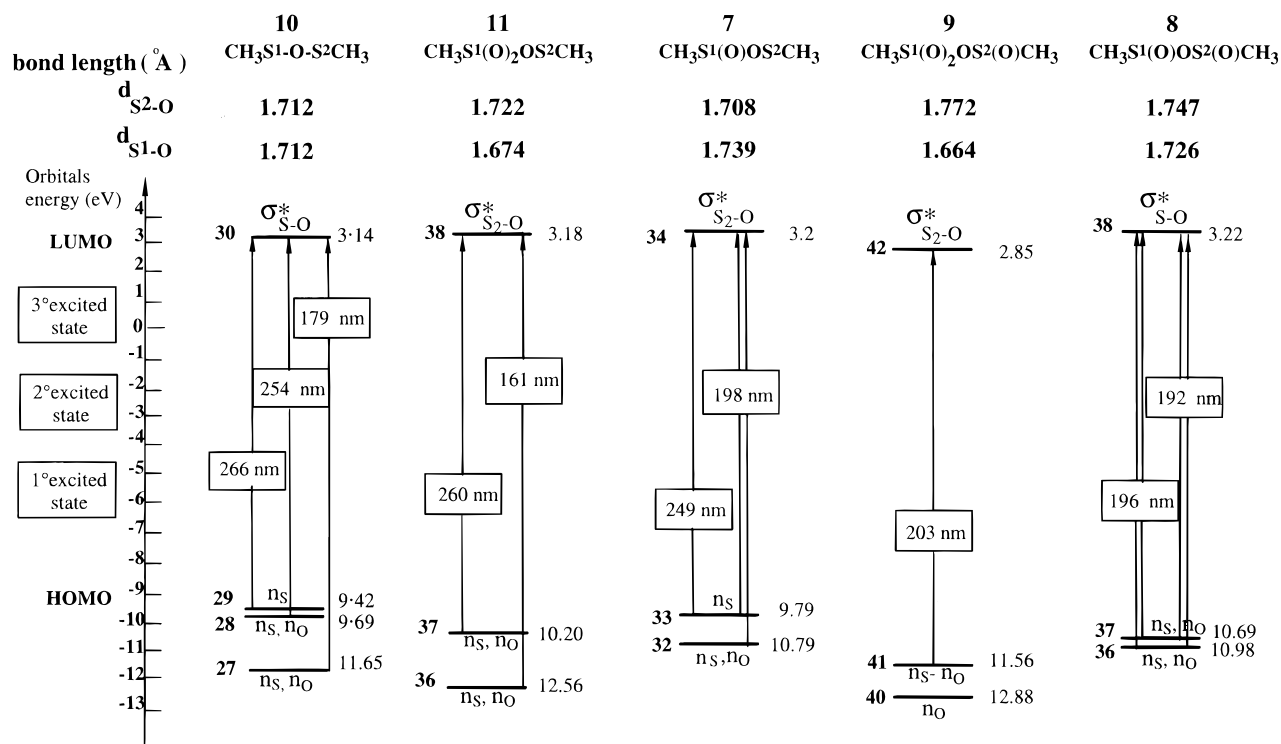 10 11 7 9 8
CH3S1-O-S2CH3 CH3S1(O)2OS2CH3 CH3S1(O)OS2CH3 CH3S1(O)2OS2(O)CH3 CH3S1(O)OS2(O)CH3
bond length (Å)
d S2-O 1.712 1.722 1.708 1.772 1.747
d S1-O 1.712 1.674 1.739 1.664 1.726
Orbitals
energy (eV)
σ* S-O σ* S2-O σ* S2-O σ* S2-O σ* S-O
LUMO
30 3·14 38 3.18 34 3.2 42 2.85 38 3.22
4
3
2
1
0
-1
-2
-3
-4
-5
-6
-7
-8
-9
-10
-11
-12
-13
3°excited
state
2°excited
state
1°excited
state
179 nm
161 nm
254 nm
198 nm
192 nm
266 nm
260 nm
249 nm
196 nm
203 nm
HOMO
29 nS 9·42
28 nS, nO 9·69
27 nS, nO 11.65
37 nS, nO 10.20
36 nS, nO 12.56
33 nS 9.79
32 nS ,nO 10.79
41 nS- nO 11.56
40 nO 12.88
37 nS, nO 10.69
36 nS, nO 10.98